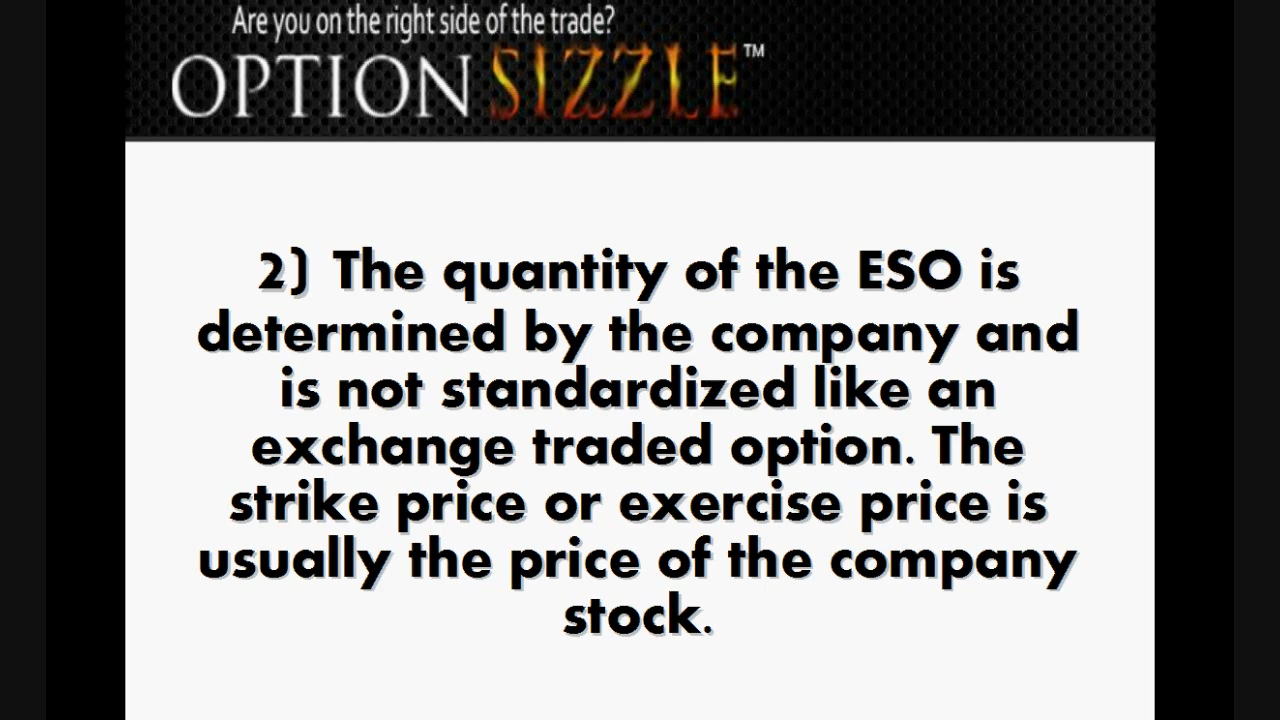 Are you on the right side of the trade?
OPTION SIZZLE™
2) The quantity of the ESO is
determined by the company and
is not standardized like an
exchange traded option. The
strike price or exercise price is
usually the price of the company
stock.